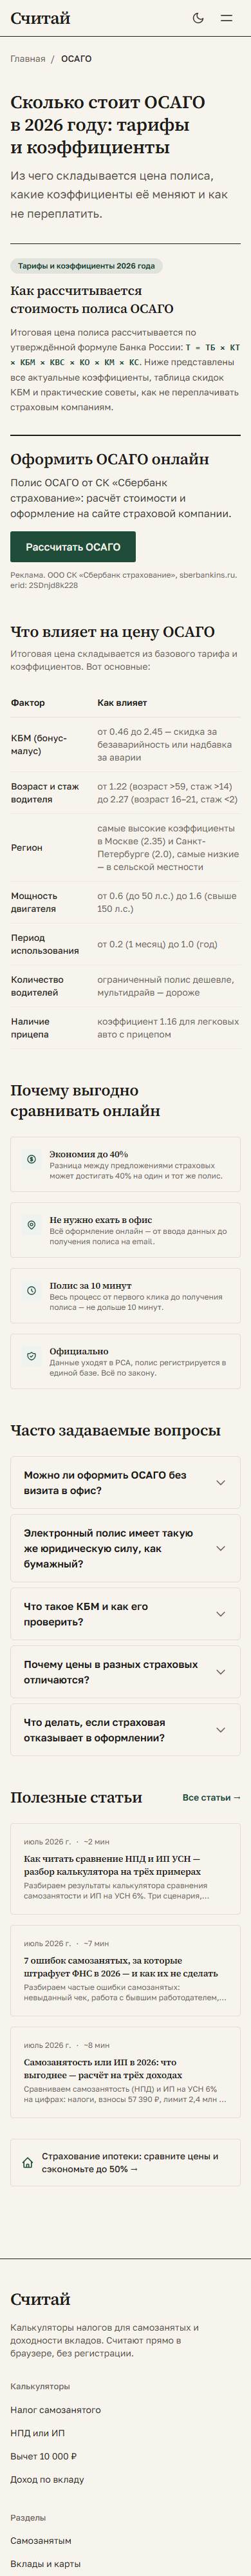 Считай
Главная / ОСАГО
Сколько стоит ОСАГО
в 2026 году: тарифы
и коэффициенты
Из чего складывается цена полиса,
какие коэффициенты её меняют и как
не переплатить.
Тарифы и коэффициенты 2026 года
Как рассчитывается
стоимость полиса ОСАГО
Итоговая цена полиса рассчитывается по
утверждённой формуле Банка России: Т = ТБ × КТ
× КБМ × КВС × КО × КМ × КС. Ниже представлены
все актуальные коэффициенты, таблица скидок
КБМ и практические советы, как не переплачивать
страховым компаниям.
Оформить ОСАГО онлайн
Полис ОСАГО от СК «Сбербанк
страхование»: расчёт стоимости и
оформление на сайте страховой компании.
Рассчитать ОСАГО
Реклама. ООО СК «Сбербанк страхование», sberbankins.ru.
erid: 2SDnjd8k228
Что влияет на цену ОСАГО
Итоговая цена складывается из базового тарифа и
коэффициентов. Вот основные:
Фактор Как влияет
КБМ (бонус-
малус)
от 0.46 до 2.45 — скидка за
безаварийность или надбавка
за аварии
Возраст и стаж
водителя
от 1.22 (возраст >59, стаж >14)
до 2.27 (возраст 16–21, стаж <2)
Регион
самые высокие коэффициенты
в Москве (2.35) и Санкт-
Петербурге (2.0), самые низкие
— в сельской местности
Мощность
двигателя
от 0.6 (до 50 л.с.) до 1.6 (свыше
150 л.с.)
Период
использования
от 0.2 (1 месяц) до 1.0 (год)
Количество
водителей
ограниченный полис дешевле,
мультидрайв — дороже
Наличие
прицепа
коэффициент 1.16 для легковых
авто с прицепом
Почему выгодно
сравнивать онлайн
Экономия до 40%
Разница между предложениями страховых
может достигать 40% на один и тот же полис.
Не нужно ехать в офис
Всё оформление онлайн — от ввода данных до
получения полиса на email.
Полис за 10 минут
Весь процесс от первого клика до получения
полиса — не дольше 10 минут.
Официально
Данные уходят в РСА, полис регистрируется в
единой базе. Всё по закону.
Часто задаваемые вопросы
Можно ли оформить ОСАГО без
визита в офис?
Электронный полис имеет такую
же юридическую силу, как
бумажный?
Что такое КБМ и как его
проверить?
Почему цены в разных страховых
отличаются?
Что делать, если страховая
отказывает в оформлении?
Полезные статьи Все статьи →
июль 2026 г. · ~2 мин
Как читать сравнение НПД и ИП УСН —
разбор калькулятора на трёх примерах
Разбираем результаты калькулятора сравнения
самозанятости и ИП на УСН 6%. Три сценария,...
июль 2026 г. · ~7 мин
7 ошибок самозанятых, за которые
штрафует ФНС в 2026 — и как их не сделать
Разбираем частые ошибки самозанятых:
невыданный чек, работа с бывшим работодателем,...
июль 2026 г. · ~8 мин
Самозанятость или ИП в 2026: что
выгоднее — расчёт на трёх доходах
Сравниваем самозанятость (НПД) и ИП на УСН 6%
на цифрах: налоги, взносы 57 390 ₽, лимит 2,4 млн ...
Страхование ипотеки: сравните цены и
сэкономьте до 50% →
Считай
Калькуляторы налогов для самозанятых и
доходности вкладов. Считают прямо в
браузере, без регистрации.
Калькуляторы
Налог самозанятого
НПД или ИП
Вычет 10 000 ₽
Доход по вкладу
Разделы
Самозанятым
Вклады и карты